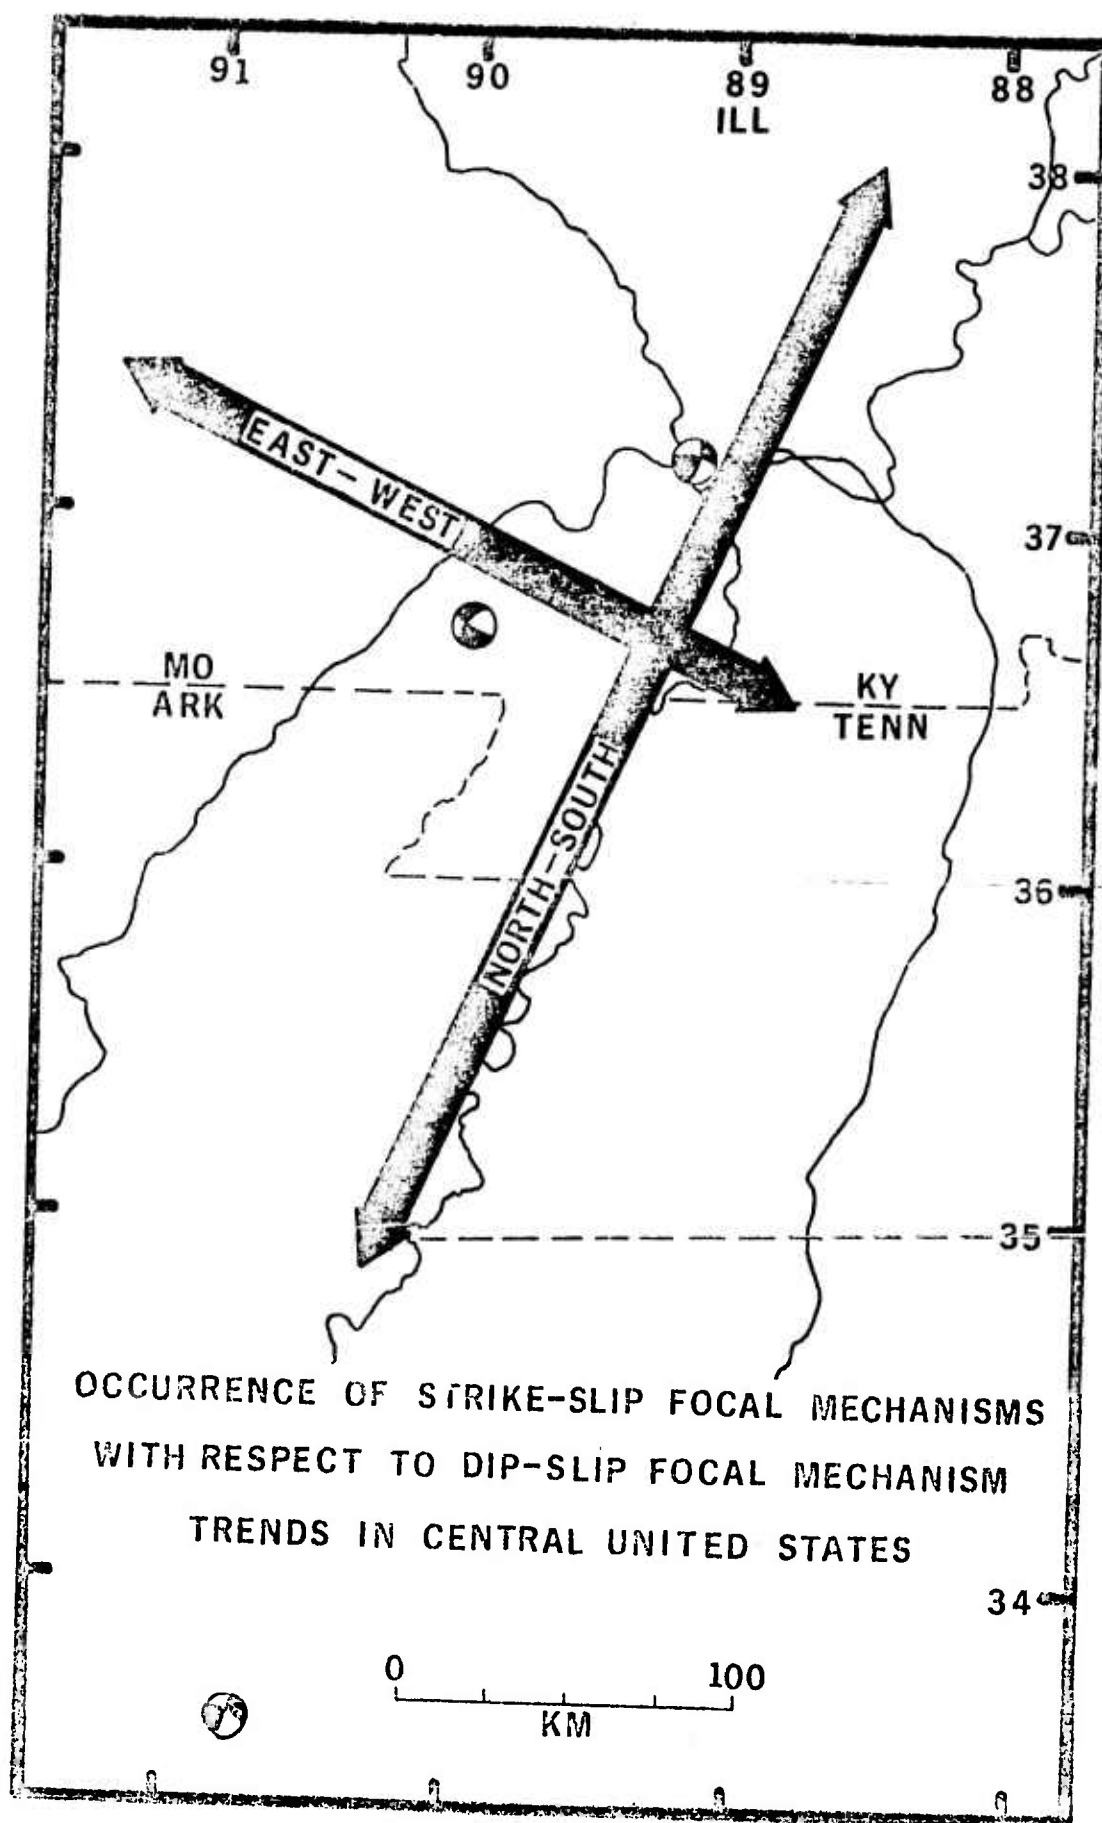 91 90 89 88
ILL
38
EAST-WEST
37
MO
ARK
KY
TENN
NORTH-SOUTH
36
35
OCCURRENCE OF STRIKE-SLIP FOCAL MECHANISMS
WITH RESPECT TO DIP-SLIP FOCAL MECHANISM
TRENDS IN CENTRAL UNITED STATES
34
0 100
KM